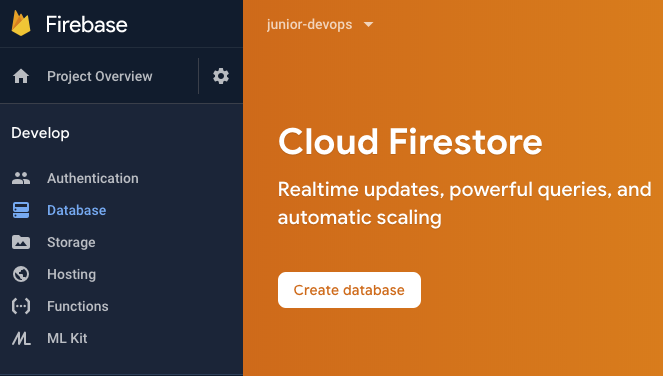 Firebase
junior-devops
Project Overview
Develop
Authentication
Database
Storage
Hosting
Functions
ML Kit
Cloud Firestore
Realtime updates, powerful queries, and
automatic scaling
Create database